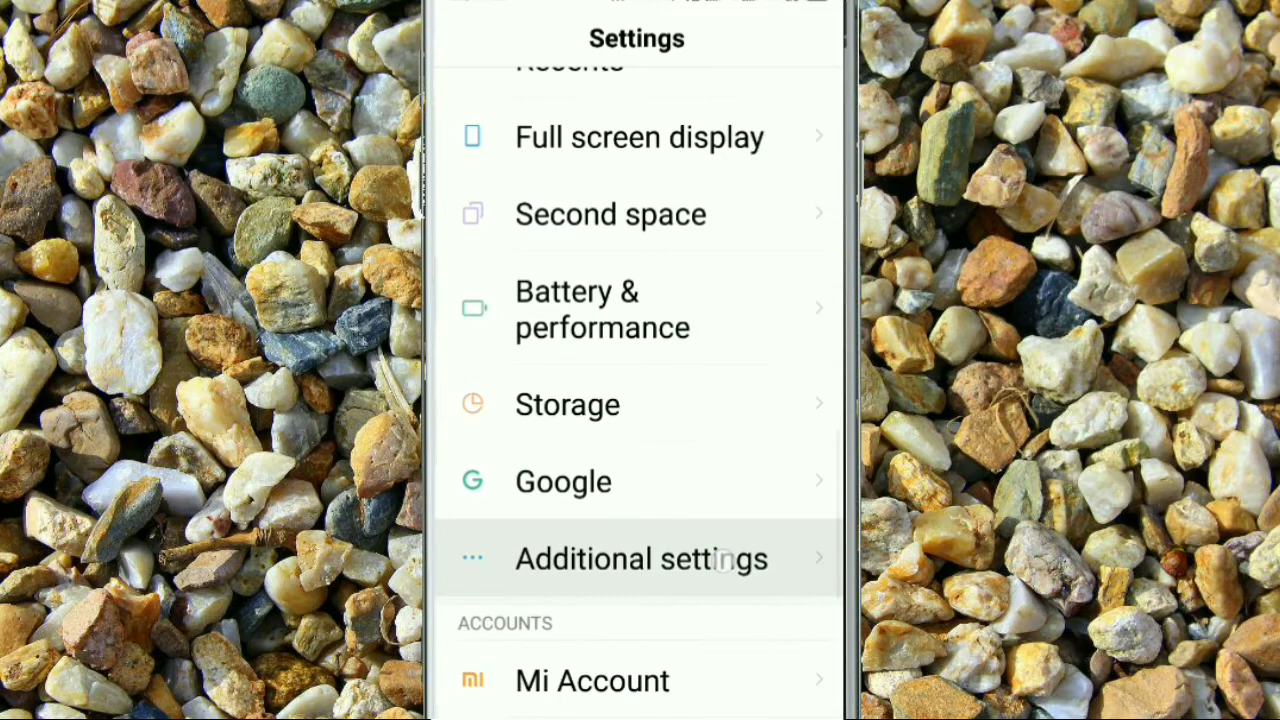 Settings
Full screen display
Second space
Battery &
performance
Storage
Google
Additional settings
ACCOUNTS
Mi Account